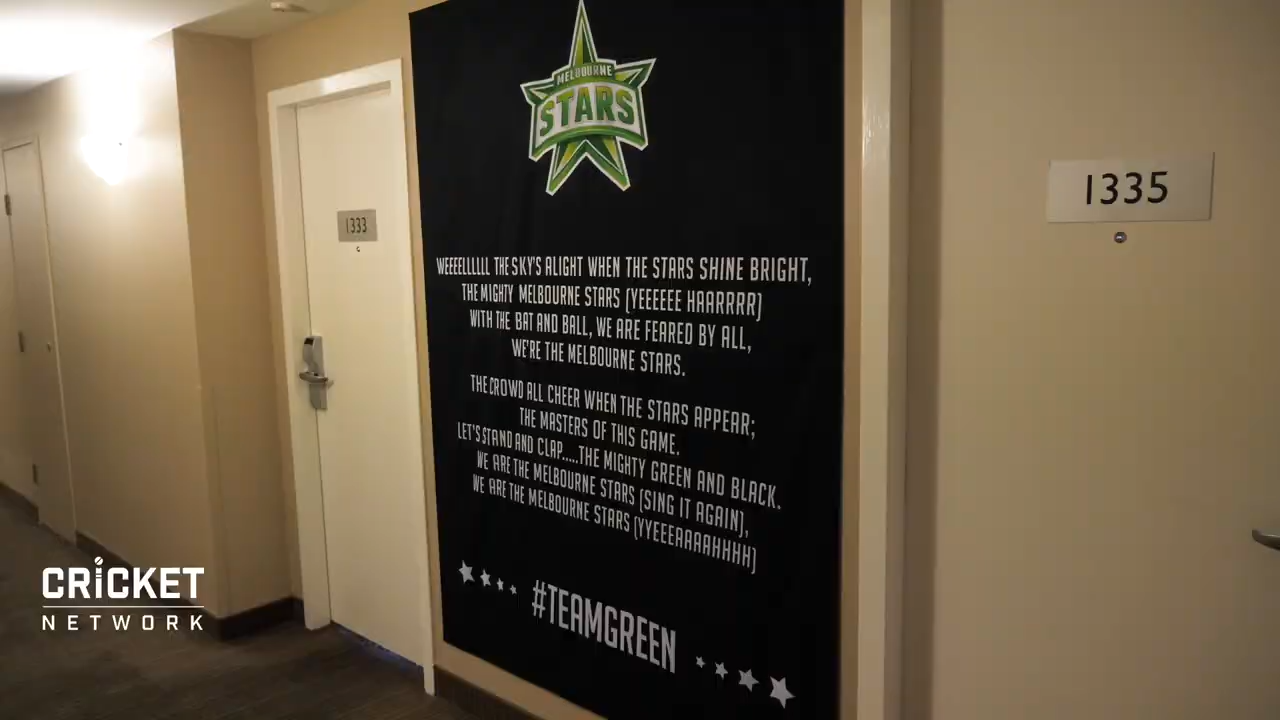 MELBOURNE
STARS
1333
1335
WEEEELLLLLL THE SKY'S ALIGHT WHEN THE STARS SHINE BRIGHT,
THE MIGHTY MELBOURNE STARS (YEEEEEE HAARRRR)
WITH THE BAT AND BALL, WE ARE FEARED BY ALL,
WE'RE THE MELBOURNE STARS.
THE CROWD ALL CHEER WHEN THE STARS APPEAR;
THE MASTERS OF THIS GAME.
LET'S STAND AND CLAP.....THE MIGHTY GREEN AND BLACK.
WE ARE THE MELBOURNE STARS (SING IT AGAIN),
WE ARE THE MELBOURNE STARS (YYEEEAAAAHHHH)
#TEAMGREEN
CRICKET
NETWORK